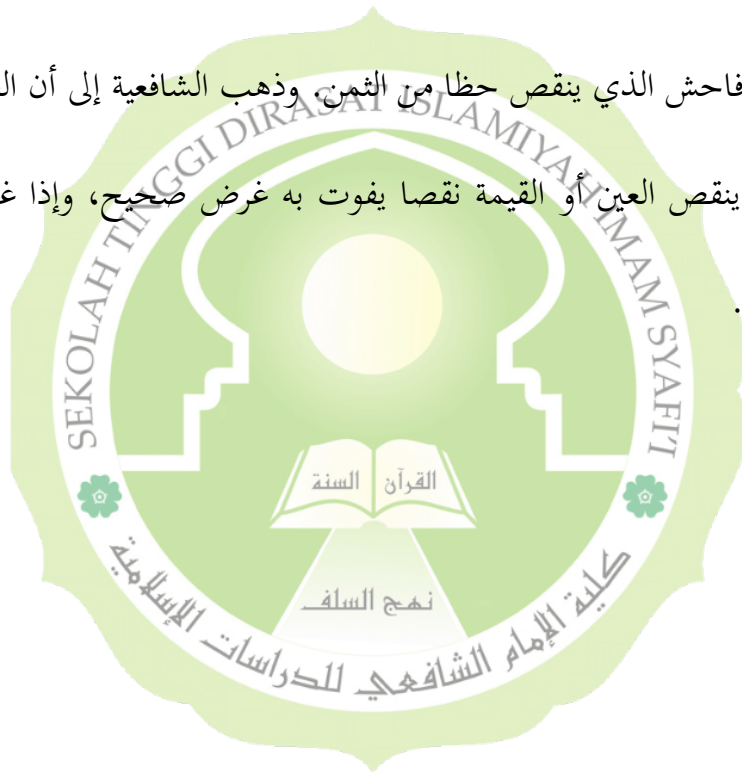 فاحش الذي ينقص حظا من الثمن. وذهب الشافعية إلى أن
ينقص العين أو القيمة نقصا يفوت به غرض صحيح، وإذا
.
SEKOLAH TINGGI DIRASAT ISLAMIYAH IMAM SYAFI'I
القرآن السنة
نهج السلف
كلية الإمام الشافعي للدراسات الإسلامية